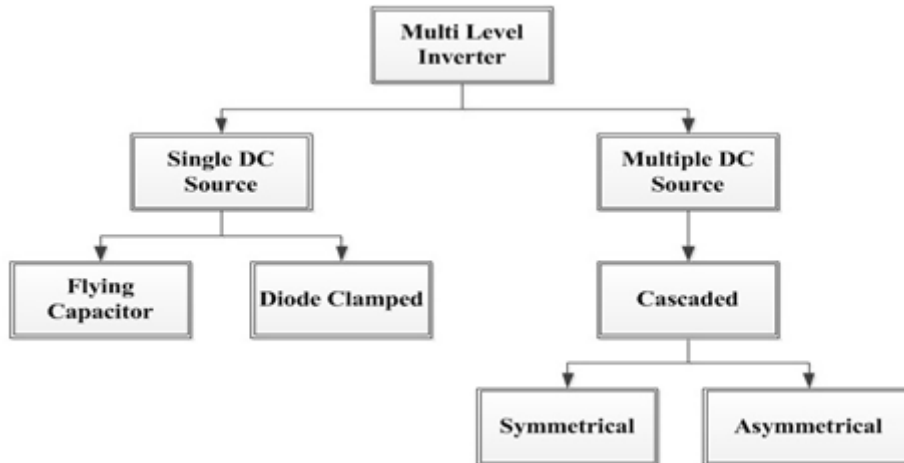 Multi Level
Inverter
Single DC
Source
Multiple DC
Source
Flying
Capacitor
Diode Clamped
Cascaded
Symmetrical
Asymmetrical